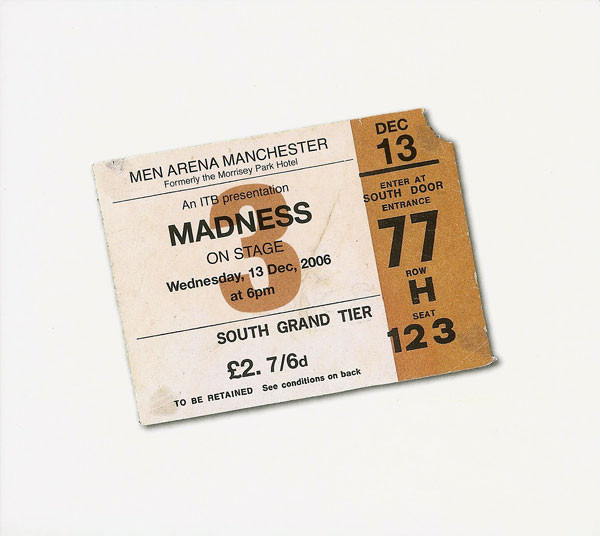 MEN ARENA MANCHESTER
Formerly the Morrisey Park Hotel
An ITB presentation
3
MADNESS
ON STAGE
Wednesday, 13 Dec, 2006
at 6pm
SOUTH GRAND TIER
£2. 7/6d
TO BE RETAINED See conditions on back
DEC
13
ENTER AT
SOUTH DOOR
ENTRANCE
77
ROW
H
SEAT
123